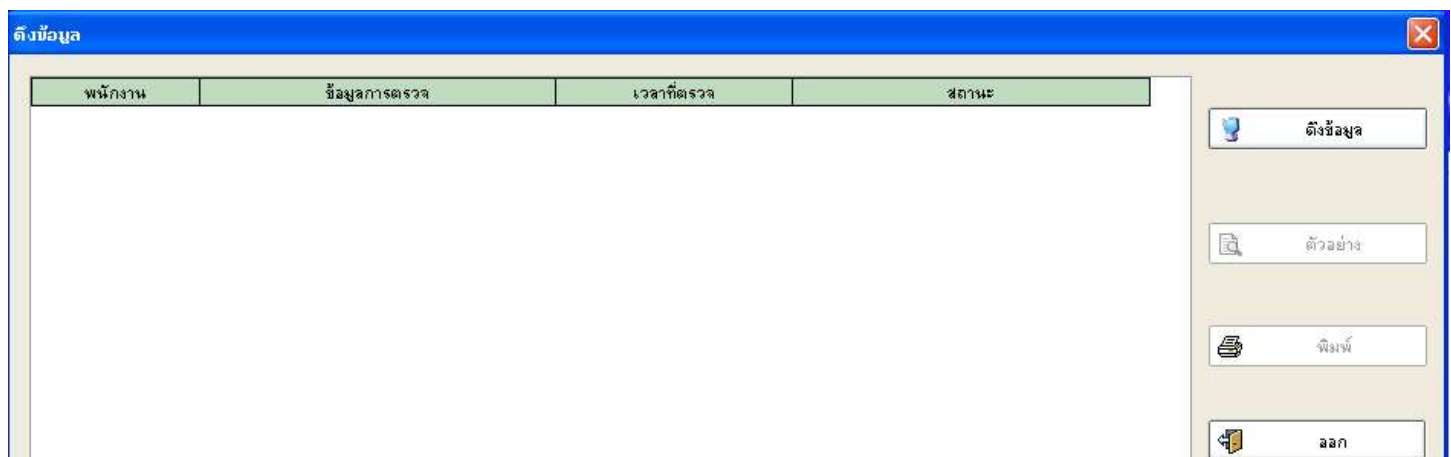 ดึงข้อมูล
พนักงาน ข้อมูลการตรวจ เวลาที่ตรวจ สถานะ
ดึงข้อมูล
ตัวอย่าง
พิมพ์
ออก